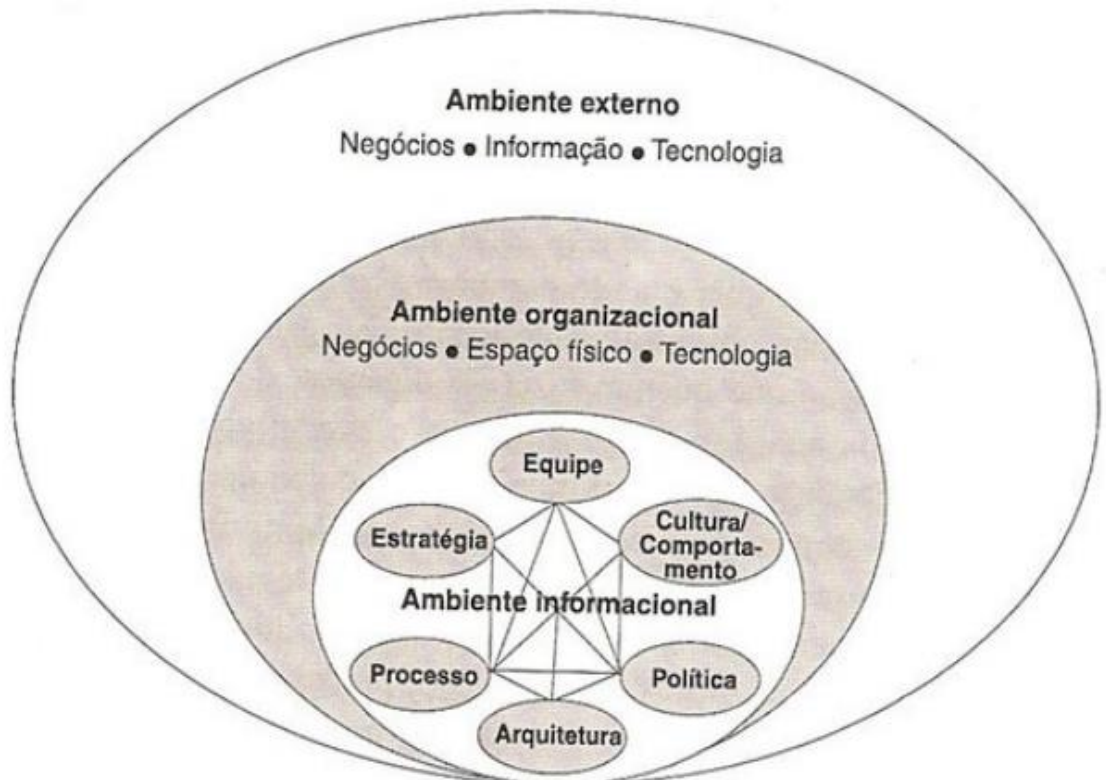 Ambiente externo
Negócios ● Informação ● Tecnologia
Ambiente organizacional
Negócios ● Espaço físico ● Tecnologia
Equipe
Estratégia
Cultura/
Comporta-
mento
Ambiente informacional
Processo
Política
Arquitetura